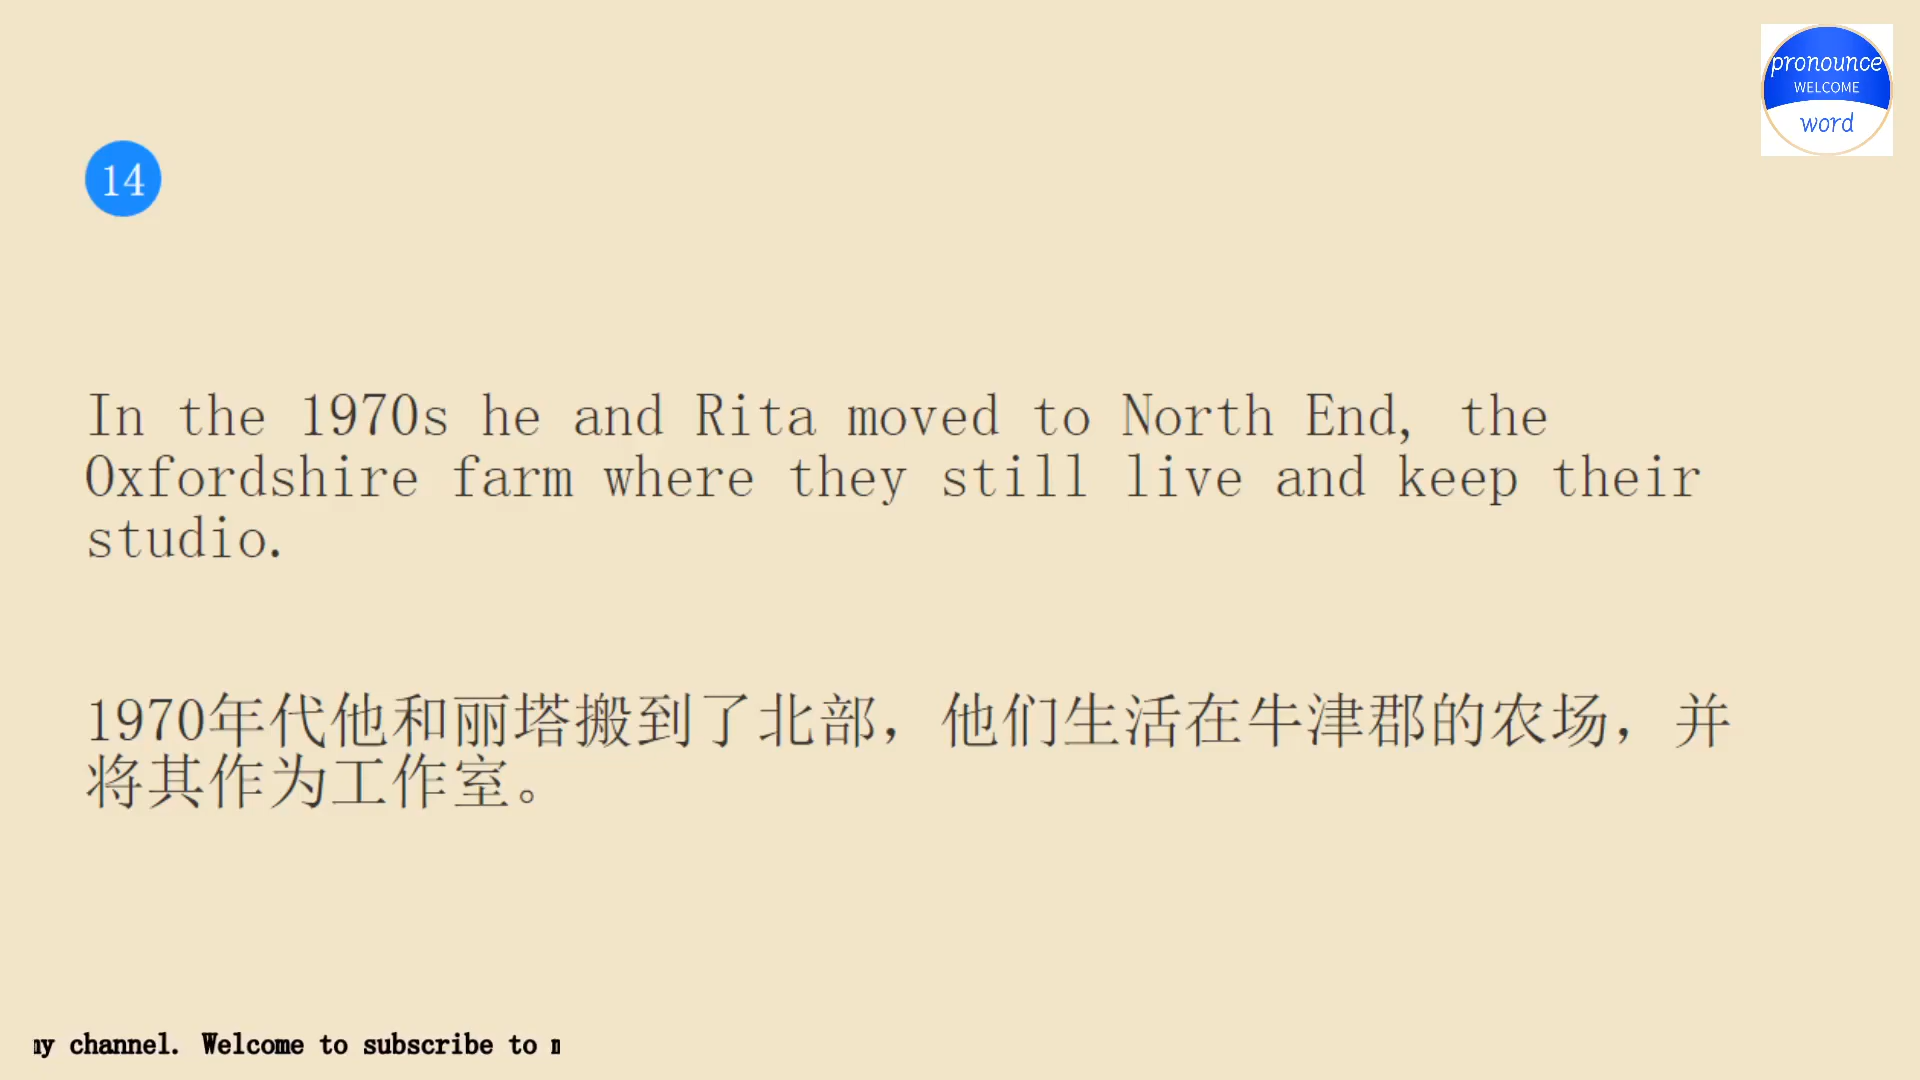 pronounce
WELCOME
word
14
In the 1970s he and Rita moved to North End, the
Oxfordshire farm where they still live and keep their
studio.
1970年代他和丽塔搬到了北部，他们生活在牛津郡的农场，并
将其作为工作室。
my channel. Welcome to subscribe to m